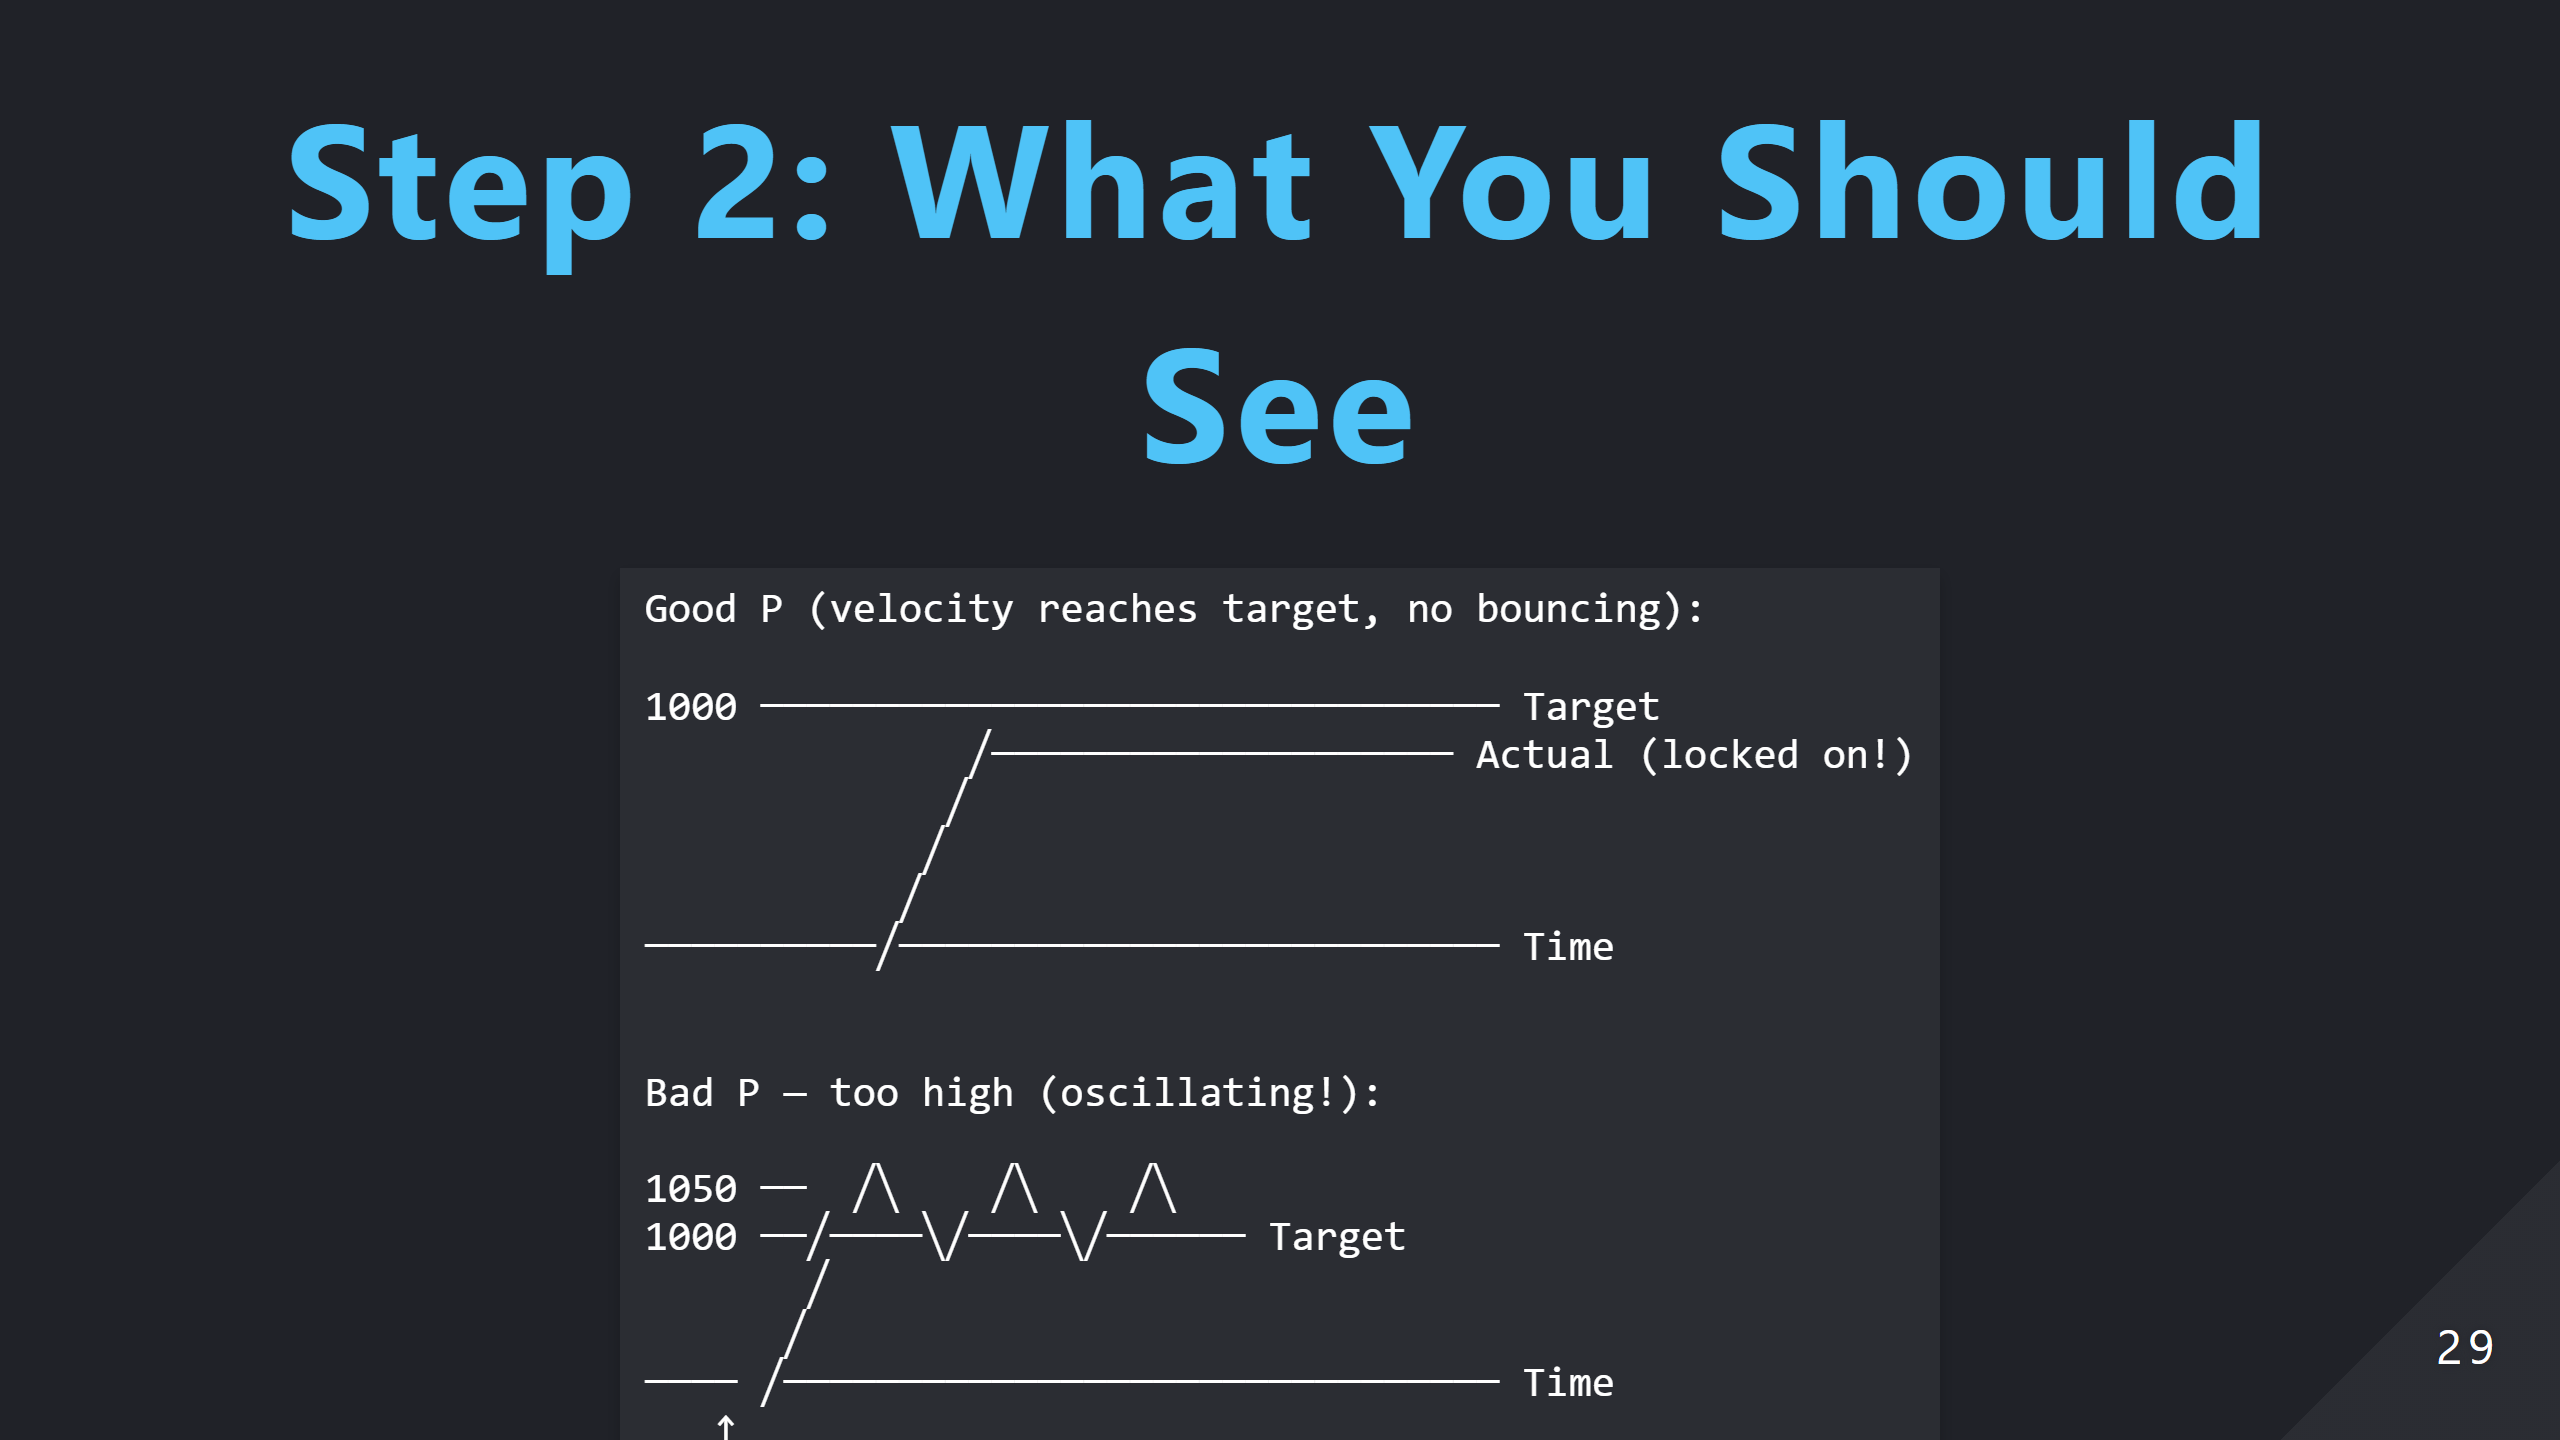 Step 2: What You Should
See
Good P (velocity reaches target, no bouncing):
1000 ──────────────────────────────── Target
/──────────────────── Actual (locked on!)
/
/
/
──────────/────────────────────────── Time
Bad P — too high (oscillating!):
1050 ──  /\    /\    /\
1000 ──/────\/────\/────── Target
/
/
──── /─────────────────────────────── Time
↑
29